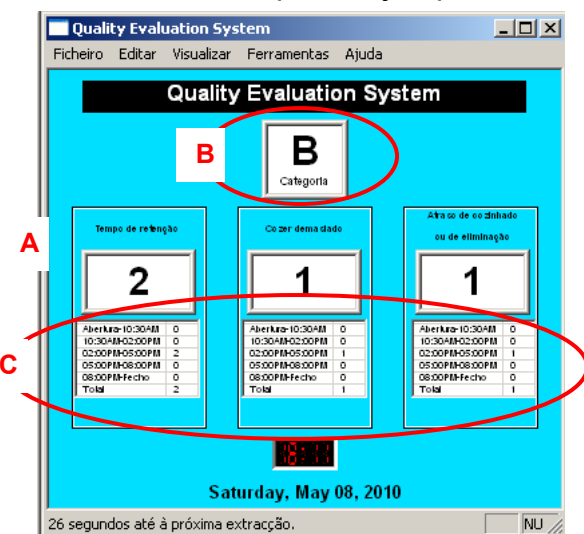 Quality Evaluation System
Ficheiro Editar Visualizar Ferramentas Ajuda
Quality Evaluation System
B
B
Categoria
A
Tempo de retenção
2
Abertura-10:30AM 0
10:30AM-02:00PM 0
02:00PM-05:00PM 2
05:00PM-08:00PM 0
08:00PM-Fecho 0
Total 2
Cozer demasiado
1
Abertura-10:30AM 0
10:30AM-02:00PM 0
02:00PM-05:00PM 1
05:00PM-08:00PM 0
08:00PM-Fecho 0
Total 1
Atraso de cozinhado
ou de eliminação
1
Abertura-10:30AM 0
10:30AM-02:00PM 0
02:00PM-05:00PM 1
05:00PM-08:00PM 0
08:00PM-Fecho 0
Total 1
C
Saturday, May 08, 2010
26 segundos até à próxima extracção.
NU